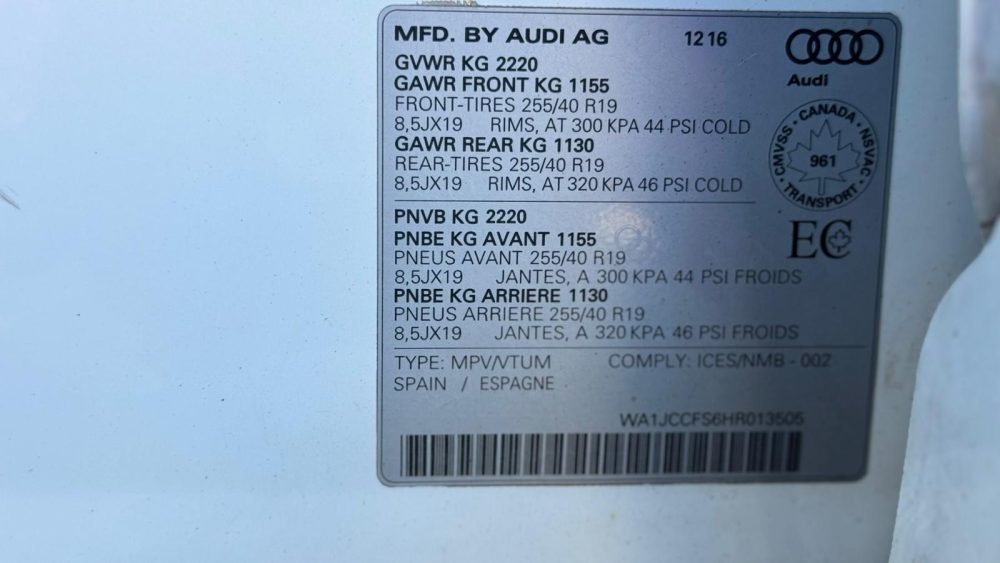 MFD. BY AUDI AG 12 16
Audi
GVWR KG 2220
GAWR FRONT KG 1155
FRONT-TIRES 255/40 R19
8,5JX19 RIMS, AT 300 KPA 44 PSI COLD
GAWR REAR KG 1130
REAR-TIRES 255/40 R19
8,5JX19 RIMS, AT 320 KPA 46 PSI COLD
CMVSS · CANADA · NSVAC · TRANSPORT ·
961
EC
PNVB KG 2220
PNBE KG AVANT 1155
PNEUS AVANT 255/40 R19
8,5JX19 JANTES, A 300 KPA 44 PSI FROIDS
PNBE KG ARRIERE 1130
PNEUS ARRIERE 255/40 R19
8,5JX19 JANTES, A 320 KPA 46 PSI FROIDS
TYPE: MPV/VTUM COMPLY: ICES/NMB - 002
SPAIN / ESPAGNE
WA1JCCFS6HR013505